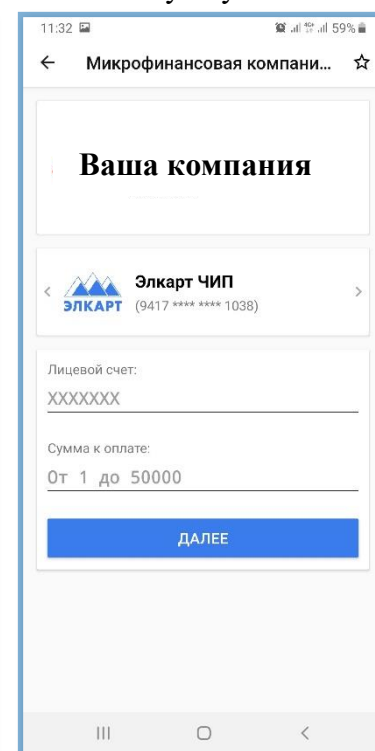 11:32 59%
Микрофинансовая компани...
Ваша компания
Элкарт ЧИП
ЭЛКАРТ (9417 **** **** 1038)
Лицевой счет:
XXXXXXX
Сумма к оплате:
От 1 до 50000
ДАЛЕЕ